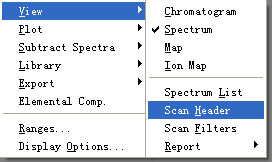 View
Plot
Subtract Spectra
Library
Export
Elemental Comp.
Ranges...
Display Options...
Chromatogram
Spectrum
Map
Ion Map
Spectrum List
Scan Header
Scan Filters
Report